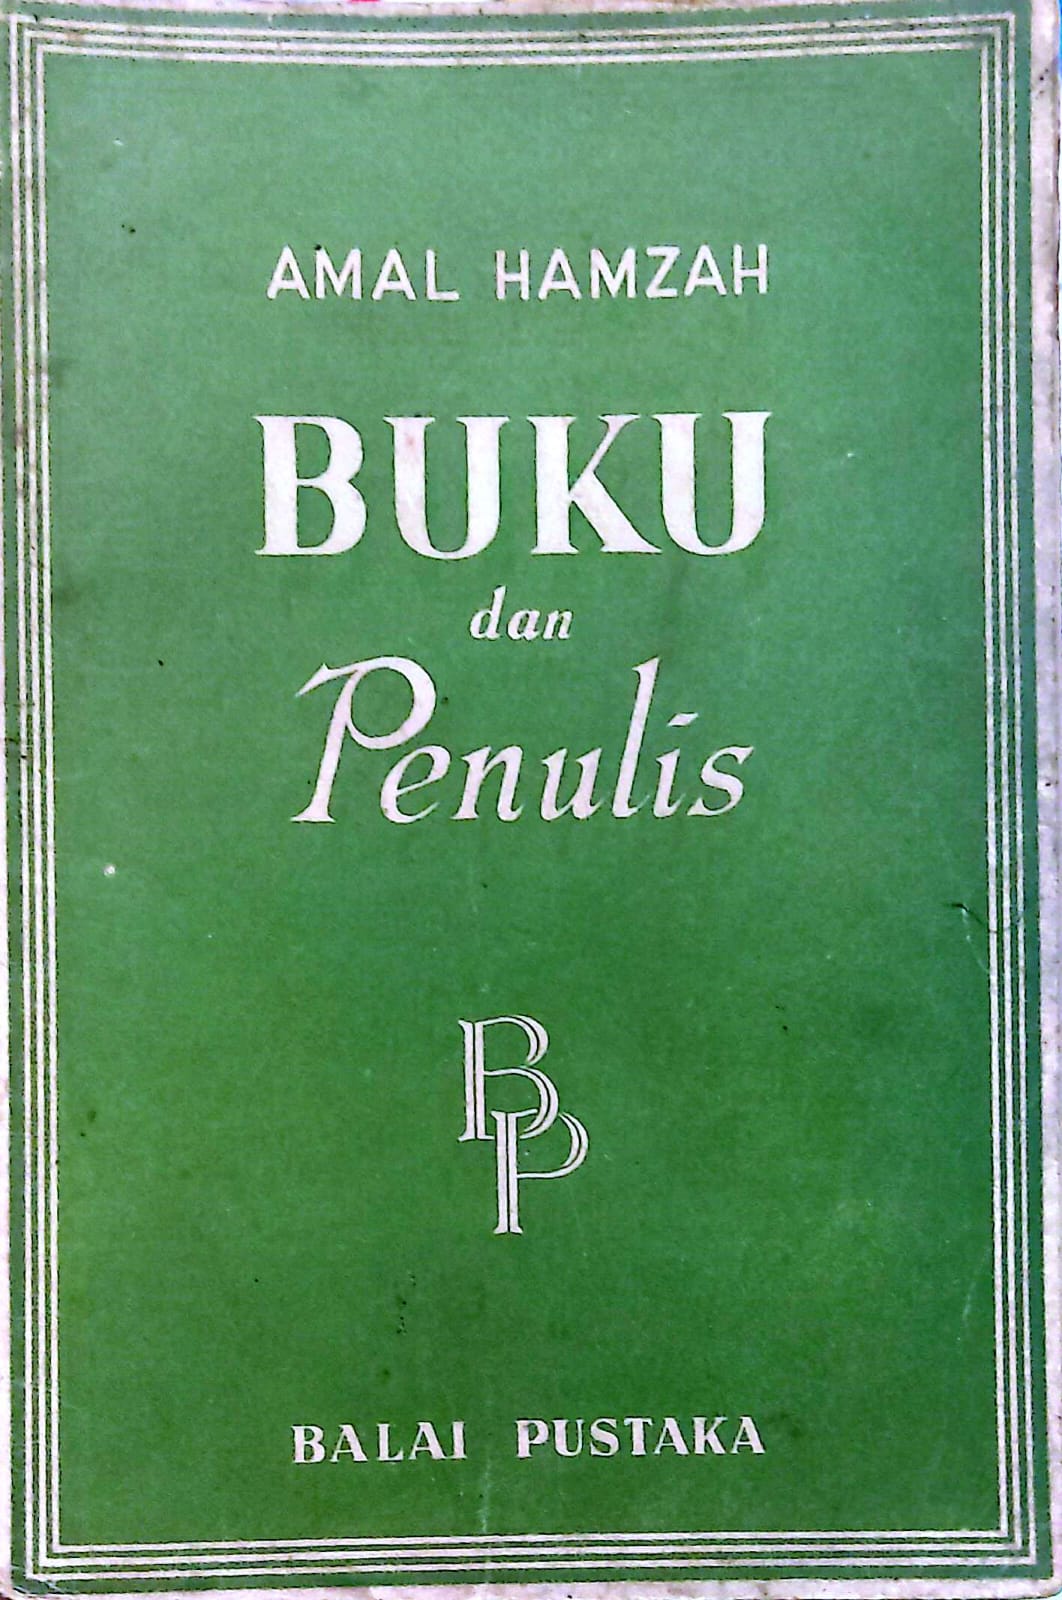 AMAL HAMZAH
BUKU
dan
Penulis
BP
BALAI PUSTAKA